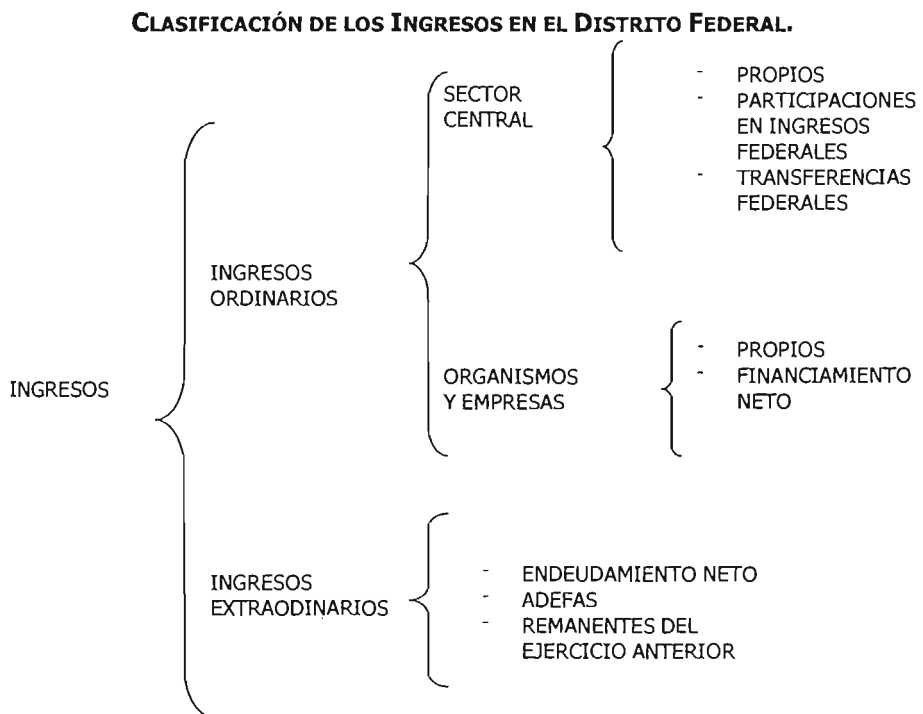 CLASIFICACIÓN DE LOS INGRESOS EN EL DISTRITO FEDERAL.
INGRESOS
INGRESOS
ORDINARIOS
SECTOR
CENTRAL
- PROPIOS
- PARTICIPACIONES
EN INGRESOS
FEDERALES
- TRANSFERENCIAS
FEDERALES
ORGANISMOS
Y EMPRESAS
- PROPIOS
- FINANCIAMIENTO
NETO
INGRESOS
EXTRAODINARIOS
- ENDEUDAMIENTO NETO
- ADEFAS
- REMANENTES DEL
EJERCICIO ANTERIOR